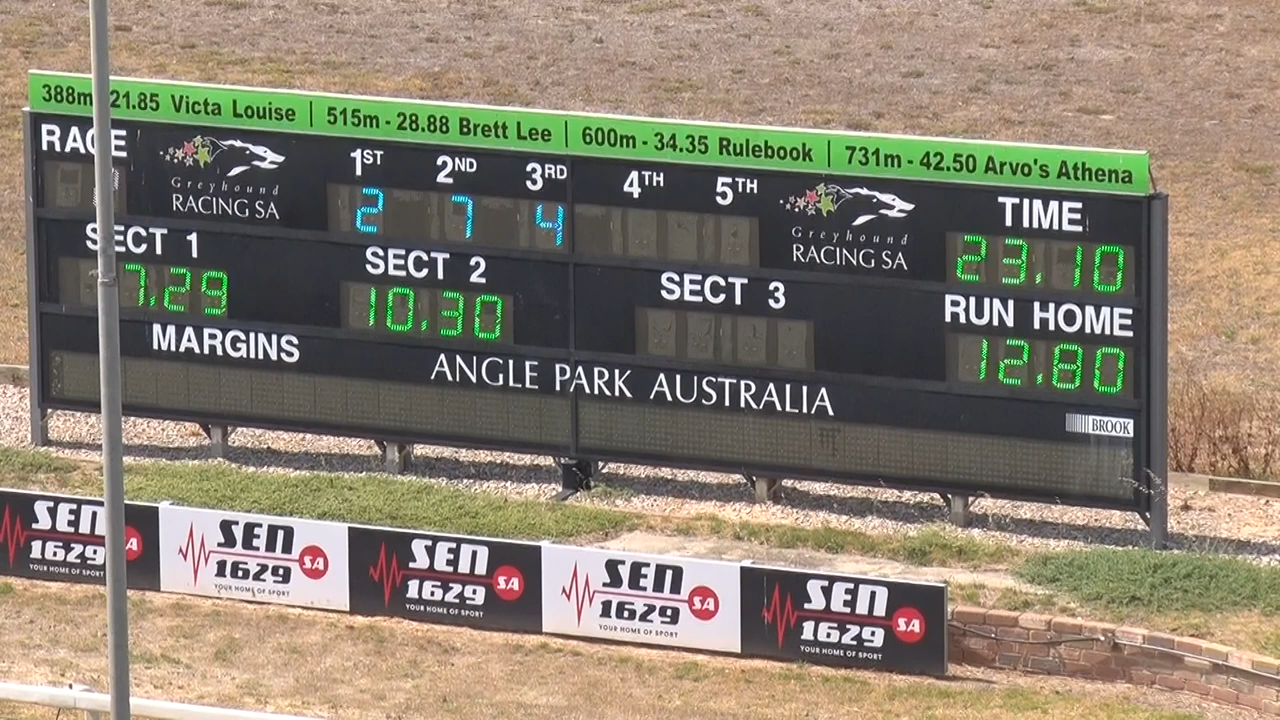 388m 21.85 Victa Louise | 515m - 28.88 Brett Lee | 600m - 34.35 Rulebook | 731m - 42.50 Arvo's Athena
RACE
Greyhound
RACING SA
1ST 2ND 3RD 4TH 5TH
2 7 4
Greyhound
RACING SA
TIME
23.10
SECT 1
7.29
SECT 2
10.30
SECT 3
RUN HOME
12.80
MARGINS
ANGLE PARK AUSTRALIA
BROOK
SEN
1629
A
YOUR HOME OF SPORT
SEN
1629
SA
YOUR HOME OF SPORT
SEN
1629
SA
YOUR HOME OF SPORT
SEN
1629
SA
YOUR HOME OF SPORT
SEN
1629
SA
YOUR HOME OF SPORT